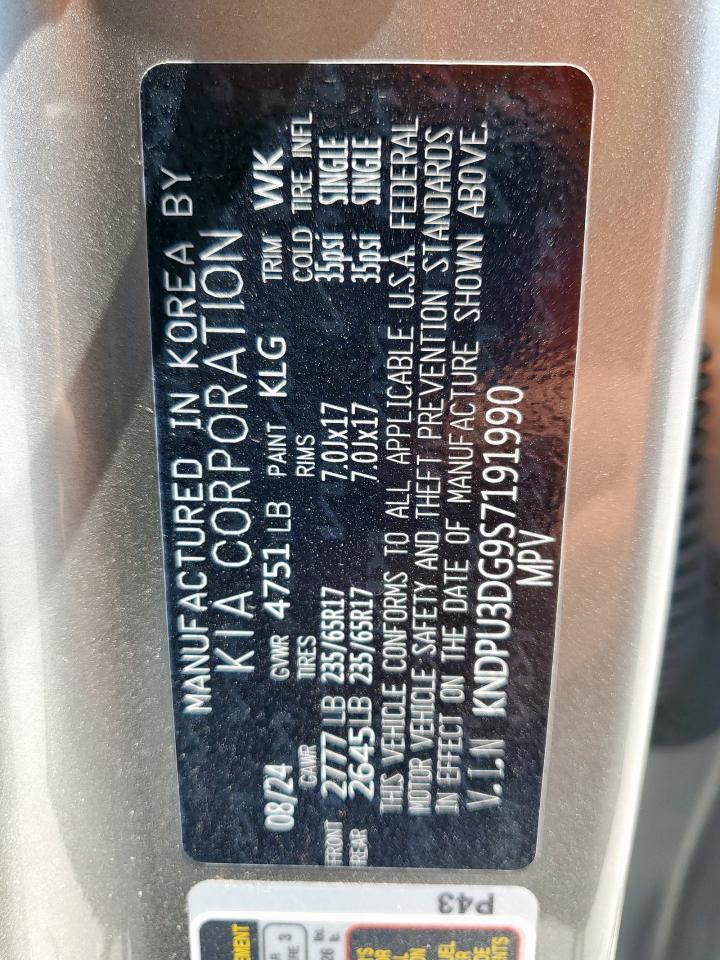 MANUFACTURED IN KOREA BY
KIA CORPORATION
08/24 GVWR 4751 LB PAINT KLG TRIM WK
GAWR TIRES RIMS COLD TIRE INFL
FRONT 2777 LB 235/65R17 7.0Jx17 35psi SINGLE
REAR 2645 LB 235/65R17 7.0Jx17 35psi SINGLE
THIS VEHICLE CONFORMS TO ALL APPLICABLE U.S.A. FEDERAL
MOTOR VEHICLE SAFETY AND THEFT PREVENTION STANDARDS
IN EFFECT ON THE DATE OF MANUFACTURE SHOWN ABOVE.
V.I.N KNDPU3DG9S7191990
MPV
P43